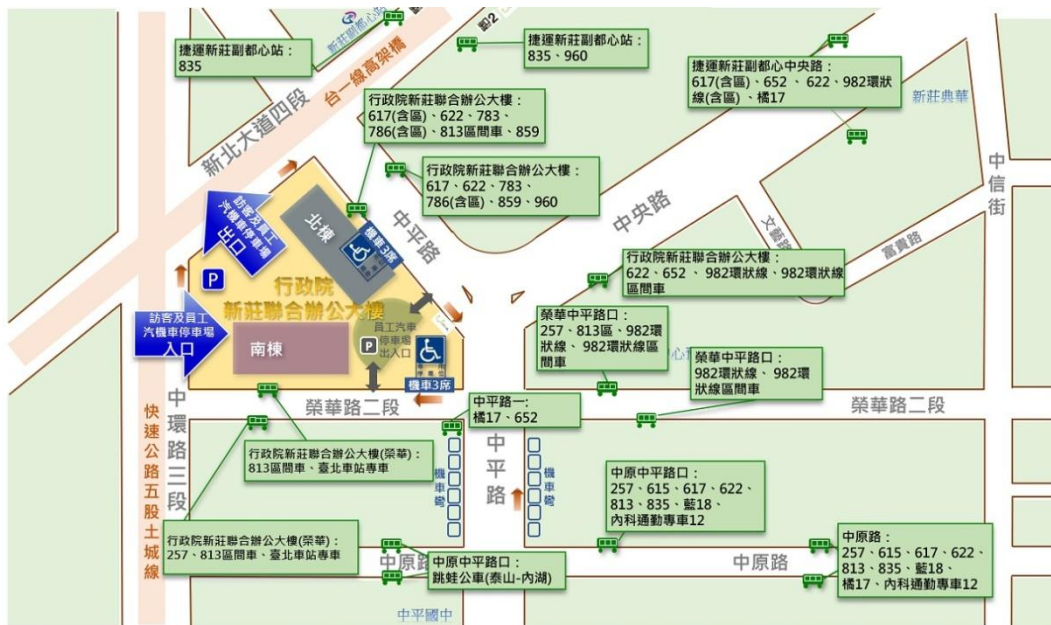 捷運新莊副都心站：
835
新莊副都心站
台一線高架橋
新北大道四段
捷運新莊副都心站：
835、960
捷運新莊副都心中央路：
617(含區)、652 、 622、982環狀
線(含區) 、橘17
新莊典華
行政院新莊聯合辦公大樓：
617(含區)、622、783、
786(含區)、813區間車、859
行政院新莊聯合辦公大樓：
617、622、783、
786(含區)、859、960
中信街
中平路
中央路
文藝路
富貴路
訪客及員工
汽機車停車場
出口
北棟
機車3席
P
行政院
新莊聯合辦公大樓
訪客及員工
汽機車停車場
入口
南棟
員工汽車
停車場
出入口
P
機車3席
行政院新莊聯合辦公大樓：
622、652 、 982環狀線、982環狀線
區間車
榮華中平路口：
257、813區、982環
狀線、 982環狀線區
間車
榮華中平路口：
982環狀線、 982環
狀線區間車
榮華路二段
榮華路二段
中平路一：
橘17、652
中環路三段
快速公路五股土城線
行政院新莊聯合辦公大樓(榮華)：
813區間車、臺北車站專車
機車彎
中平路
機車彎
中原中平路口：
257、615、617、622、
813、835、藍18、
內科通勤專車12
行政院新莊聯合辦公大樓(榮華)：
257、813區間車、臺北車站專車
中原路
中原中平路口：
跳蛙公車(泰山-內湖)
中原路
中原路：
257、615、617、622、
813、835、藍18、
橘17、內科通勤專車12
中平國中